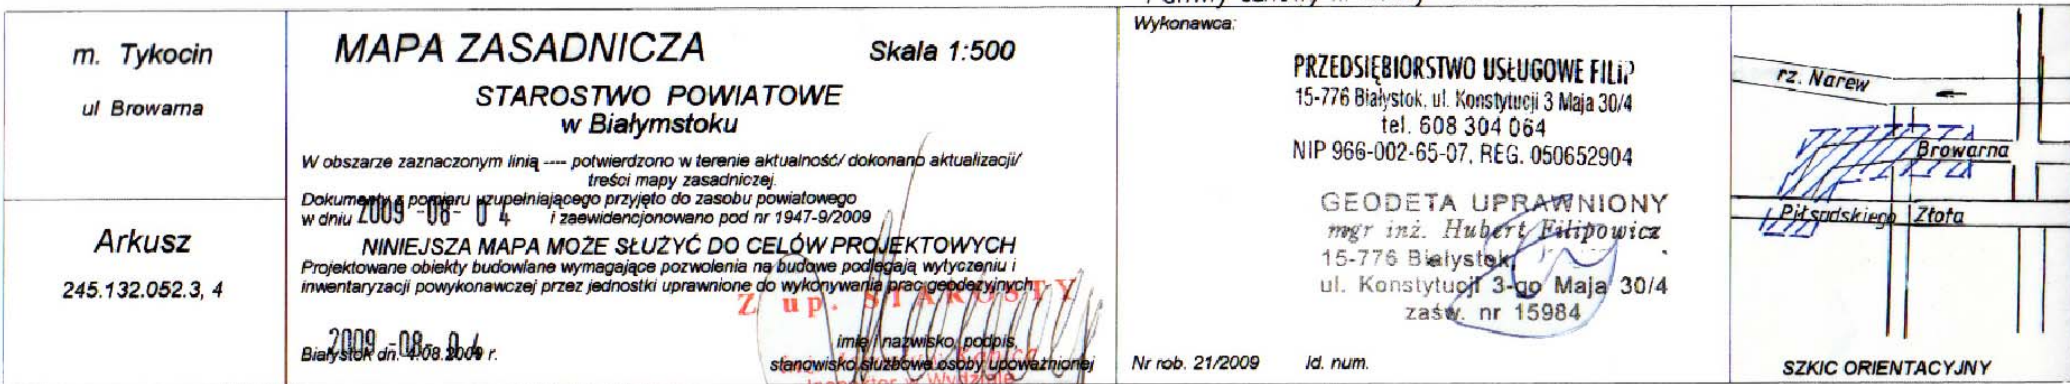 m. Tykocin
ul Browarna
Arkusz
245.132.052.3, 4
MAPA ZASADNICZA Skala 1:500
STAROSTWO POWIATOWE
w Białymstoku
W obszarze zaznaczonym linią ---- potwierdzono w terenie aktualność/ dokonano aktualizacji/
treści mapy zasadniczej.
Dokumenty z pomiaru uzupełniającego przyjęto do zasobu powiatowego
w dniu 2009 -08- 04 i zaewidencjonowano pod nr 1947-9/2009
NINIEJSZA MAPA MOŻE SŁUŻYĆ DO CELÓW PROJEKTOWYCH
Projektowane obiekty budowlane wymagające pozwolenia na budowe podlegają wytyczeniu i
inwentaryzacji powykonawczej przez jednostki uprawnione do wykonywania prac geodezyjnych
Z up. STAROSTY
2009 -08- 04
Białystok dn. 4.08.2009 r.
imię i nazwisko, podpis,
stanowisko służbowe osoby upoważnionej
Inspektor w Wydziale
Wykonawca:
PRZEDSIĘBIORSTWO USŁUGOWE FILiP
15-776 Białystok, ul. Konstytucji 3 Maja 30/4
tel. 608 304 064
NIP 966-002-65-07, REG. 050652904
GEODETA UPRAWNIONY
mgr inż. Hubert Filipowicz
15-776 Białystok,
ul. Konstytucji 3-go Maja 30/4
zaśw. nr 15984
Nr rob. 21/2009 Id. num.
rz. Narew
Browarna
Piłsudskiego Złota
SZKIC ORIENTACYJNY